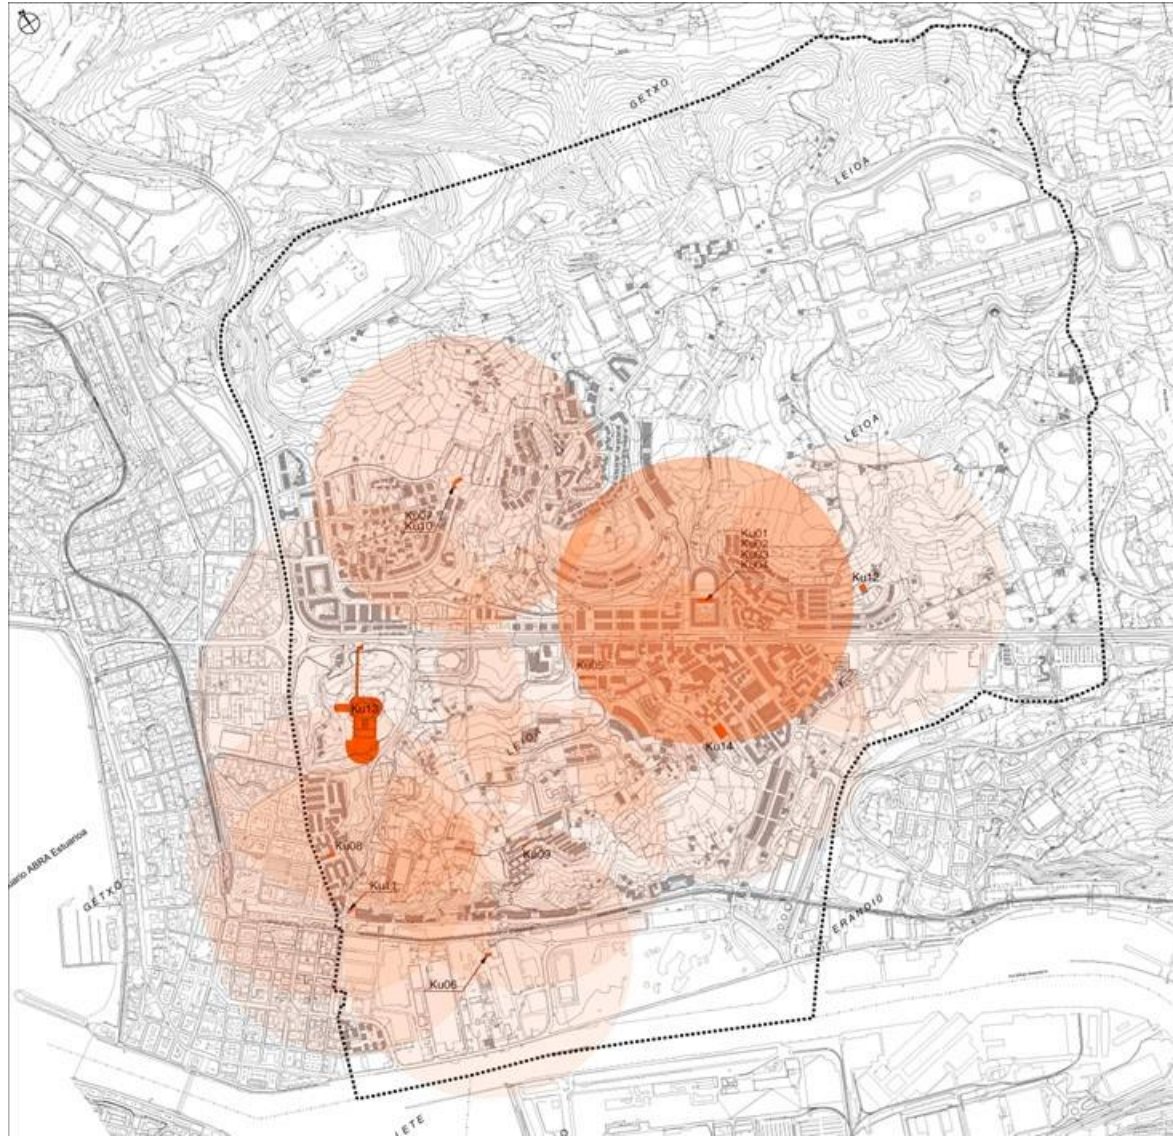 GETXO
LEIOA
LEIOA
Ku07
Ku10
Ku01
Ku02
Ku03
Ku04
Ku12
Ku05
Ku13
Ku14
LEIOA
Ku08
Ku09
Ku11
ABRA Estuarioa
GETXO
ERANDIO
Ku06